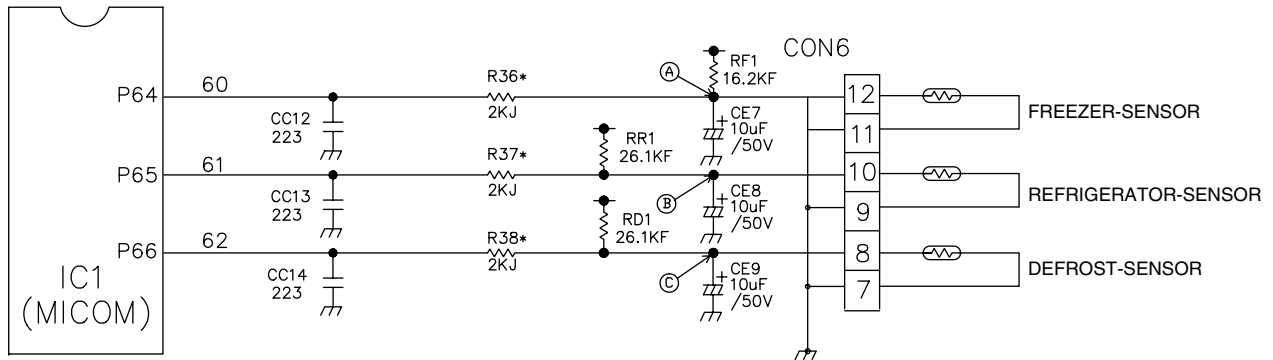 CON6
RF1
16.2KF
A
P64
60
R36*
2KJ
12
FREEZER-SENSOR
CC12
223
+
CE7
10uF
/50V
11
RR1
26.1KF
P65
61
R37*
2KJ
10
REFRIGERATOR-SENSOR
B
CC13
223
+
CE8
10uF
/50V
9
RD1
26.1KF
P66
62
R38*
2KJ
8
DEFROST-SENSOR
C
CC14
223
+
CE9
10uF
/50V
7
IC1
(MICOM)